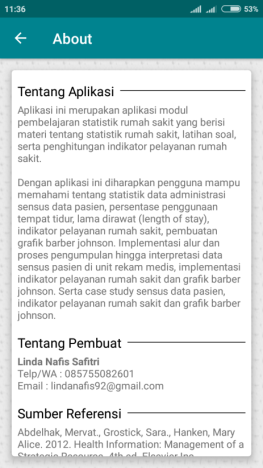 11:36
53%
About
Tentang Aplikasi
Aplikasi ini merupakan aplikasi modul
pembelajaran statistik rumah sakit yang berisi
materi tentang statistik rumah sakit, latihan soal,
serta penghitungan indikator pelayanan rumah
sakit.
Dengan aplikasi ini diharapkan pengguna mampu
memahami tentang statistik data administrasi
sensus data pasien, persentase penggunaan
tempat tidur, lama dirawat (length of stay),
indikator pelayanan rumah sakit, pembuatan
grafik barber johnson. Implementasi alur dan
proses pengumpulan hingga interpretasi data
sensus pasien di unit rekam medis, implementasi
indikator pelayanan rumah sakit dan grafik barber
johnson. Serta case study sensus data pasien,
indikator pelayanan rumah sakit dan grafik barber
johnson.
Tentang Pembuat
Linda Nafis Safitri
Telp/WA : 085755082601
Email : lindanafis92@gmail.com
Sumber Referensi
Abdelhak, Mervat., Grostick, Sara., Hanken, Mary
Alice. 2012. Health Information: Management of a
Strategic Resource. 4th ed. Elsevier Inc